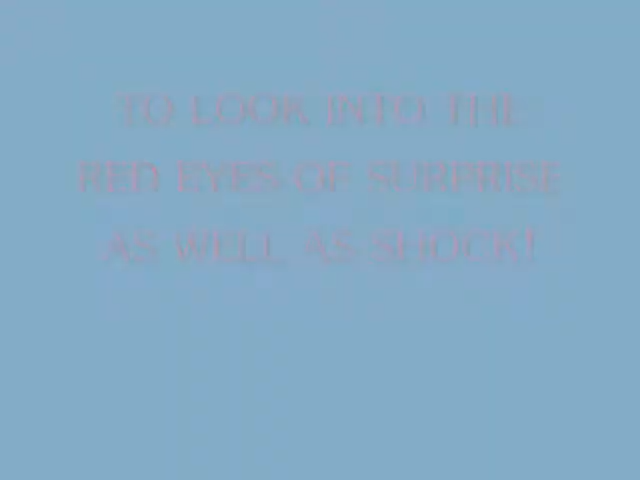 TO LOOK INTO THE
RED EYES OF SURPRISE
AS WELL AS SHOCK!